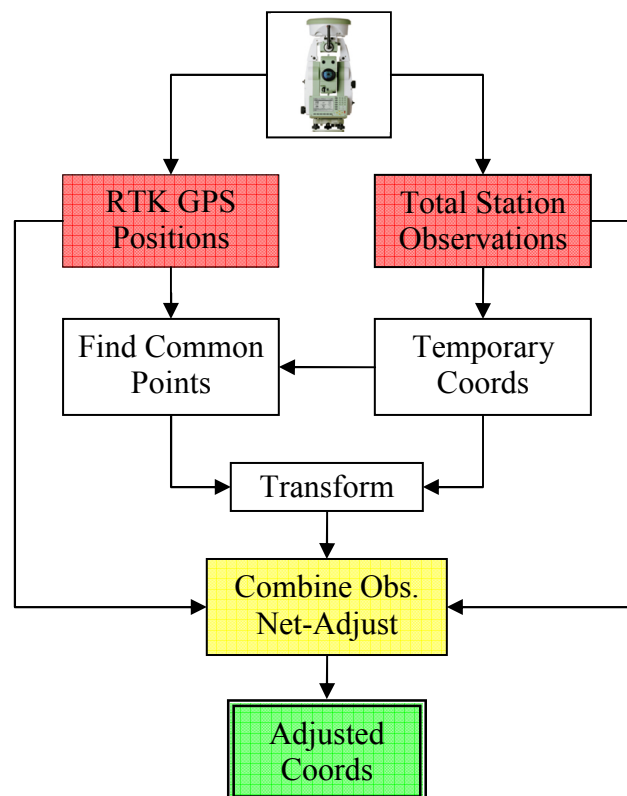 RTK GPS
Positions
Total Station
Observations
Find Common
Points
Temporary
Coords
Transform
Combine Obs.
Net-Adjust
Adjusted
Coords